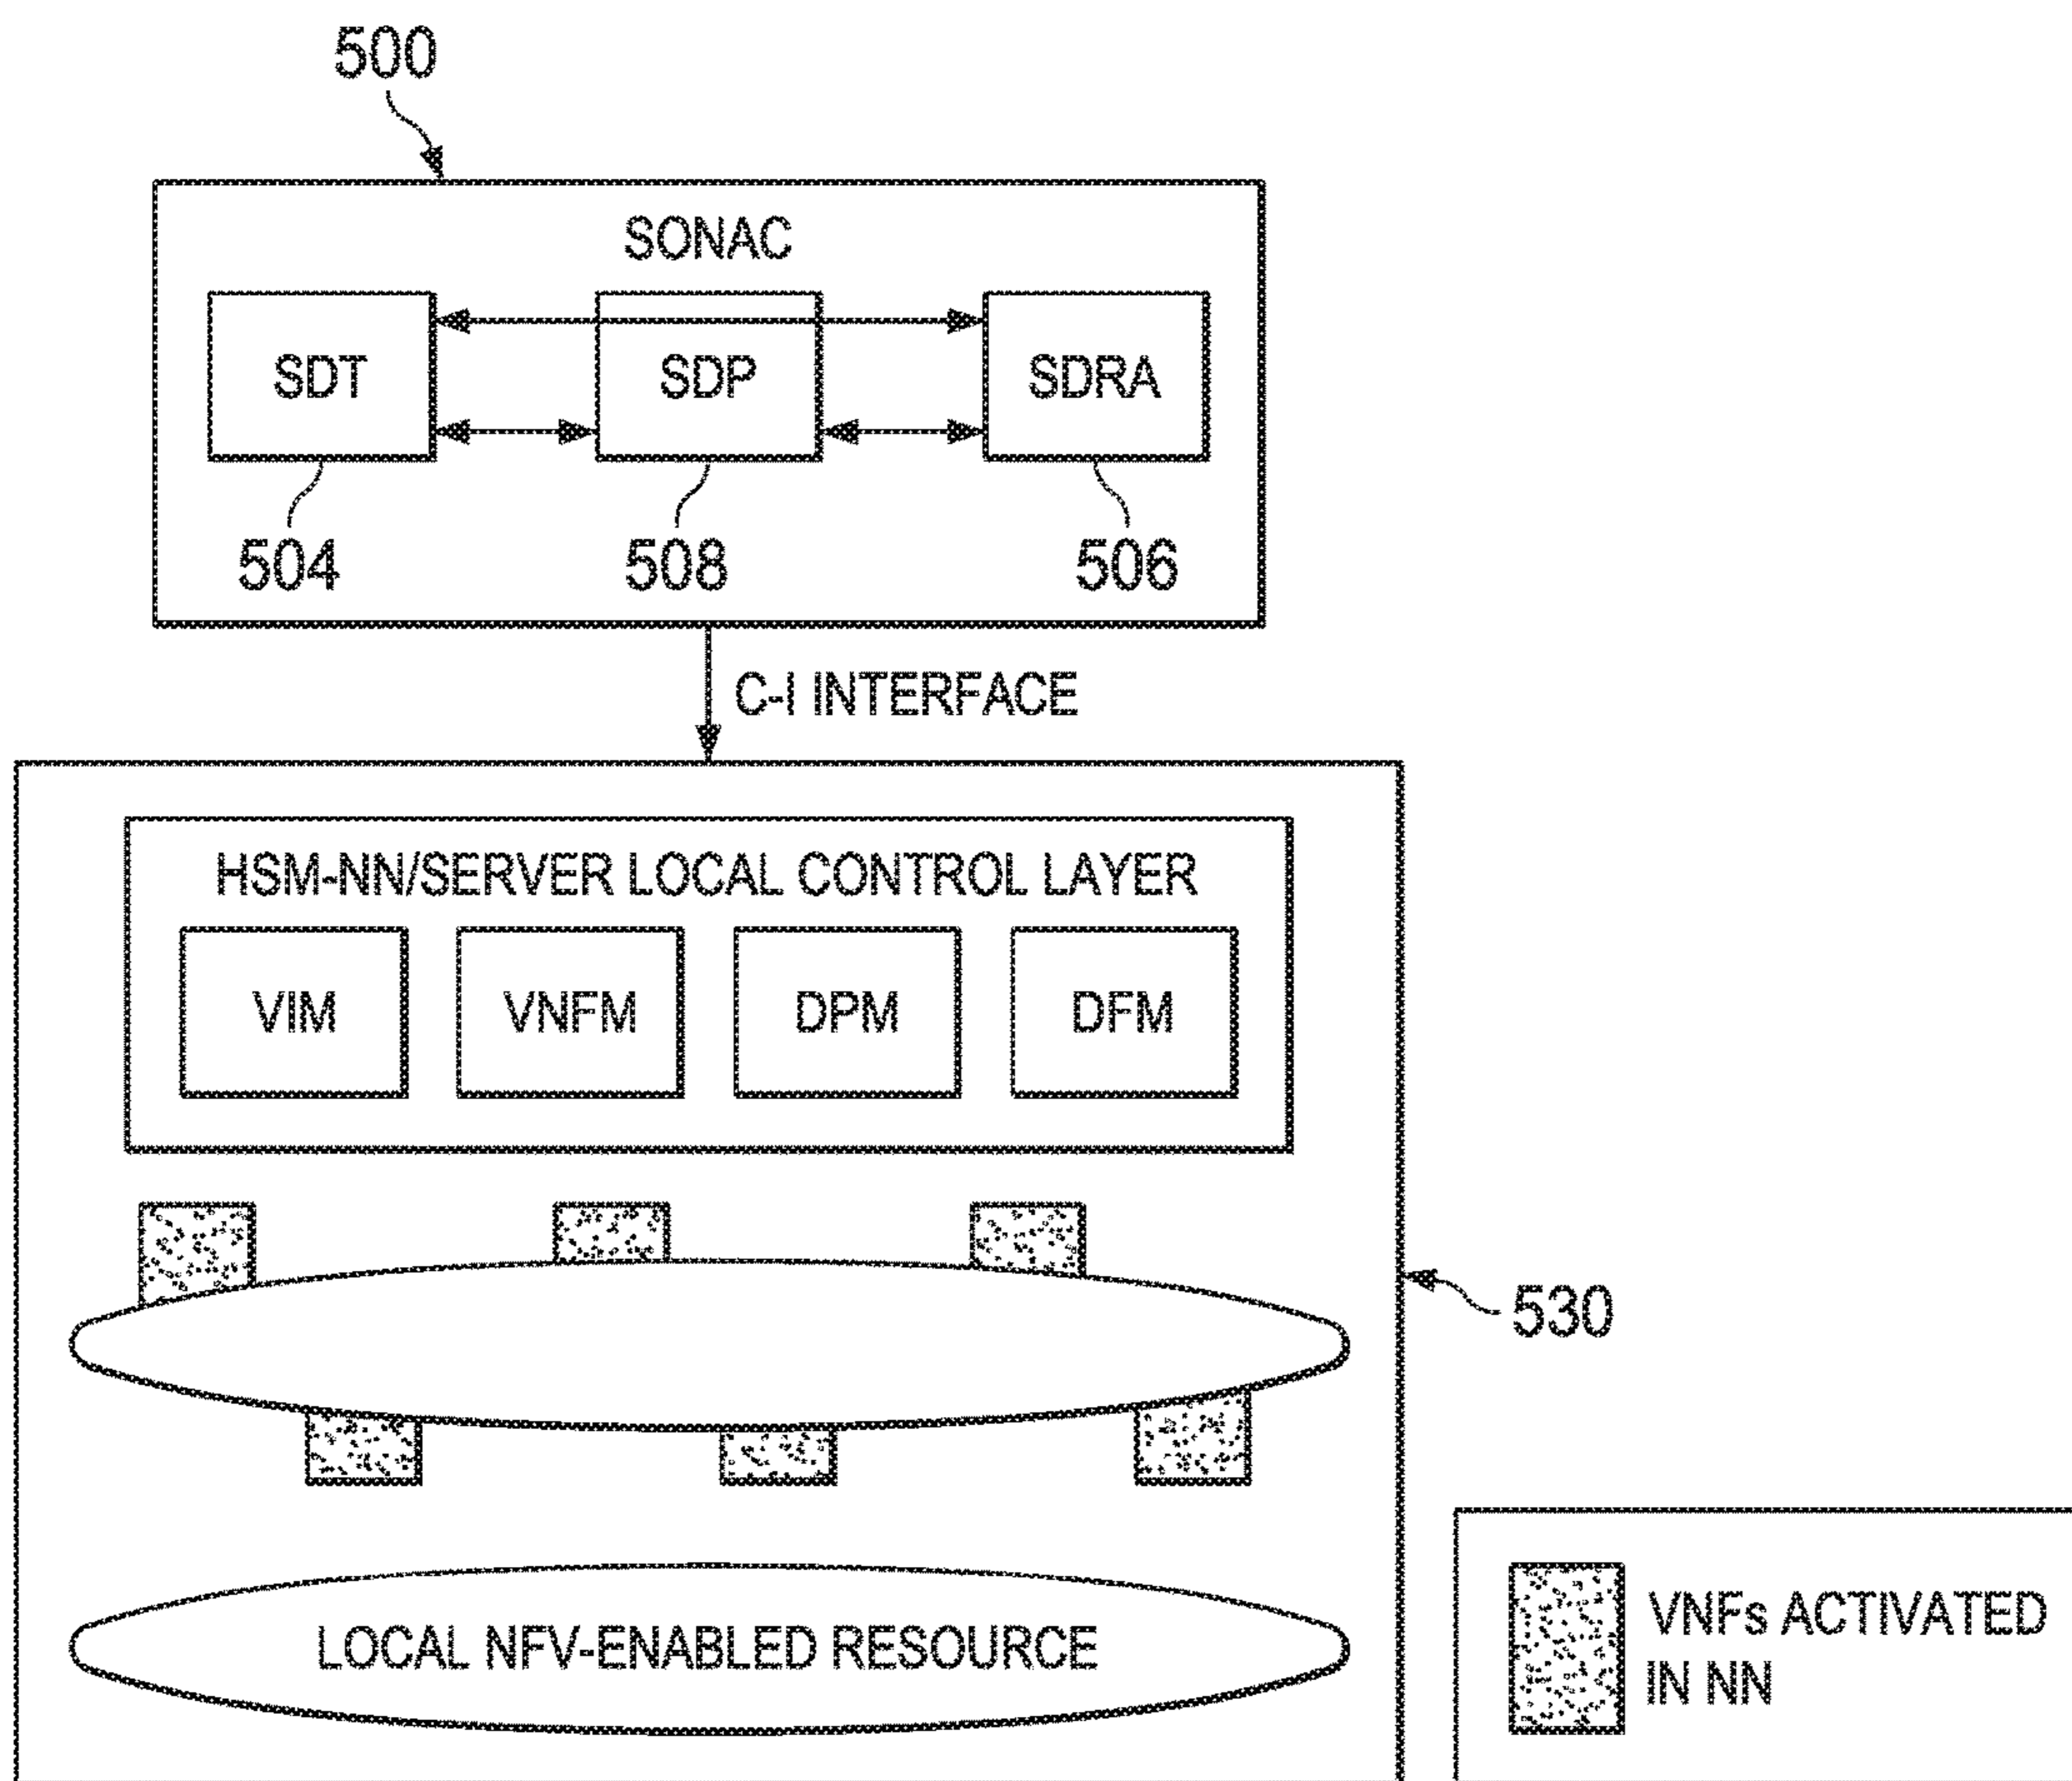 500
SONAC
SDT
SDP
SDRA
504
508
506
C-I INTERFACE
HSM-NN/SERVER LOCAL CONTROL LAYER
VIM
VNFM
DPM
DFM
530
LOCAL NFV-ENABLED RESOURCE
VNFs ACTIVATED
IN NN